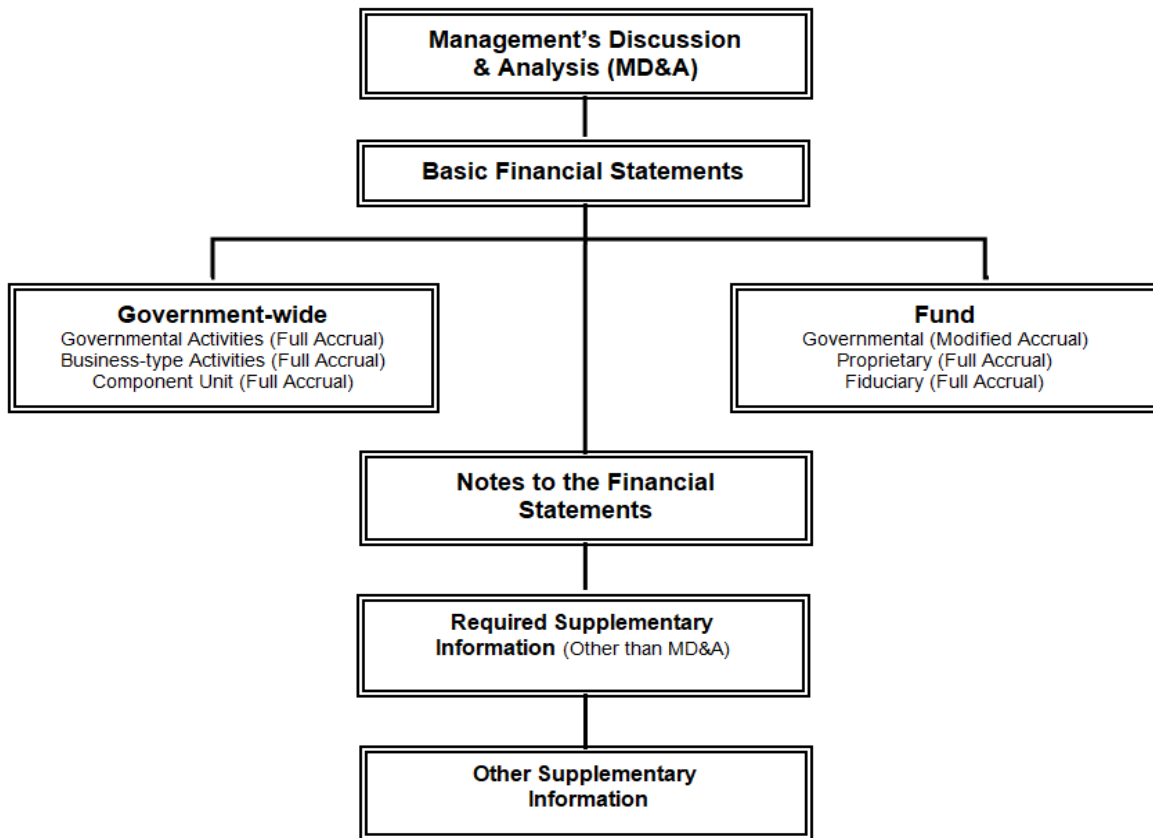 Management’s Discussion
& Analysis (MD&A)
Basic Financial Statements
Government-wide
Governmental Activities (Full Accrual)
Business-type Activities (Full Accrual)
Component Unit (Full Accrual)
Fund
Governmental (Modified Accrual)
Proprietary (Full Accrual)
Fiduciary (Full Accrual)
Notes to the Financial
Statements
Required Supplementary
Information (Other than MD&A)
Other Supplementary
Information